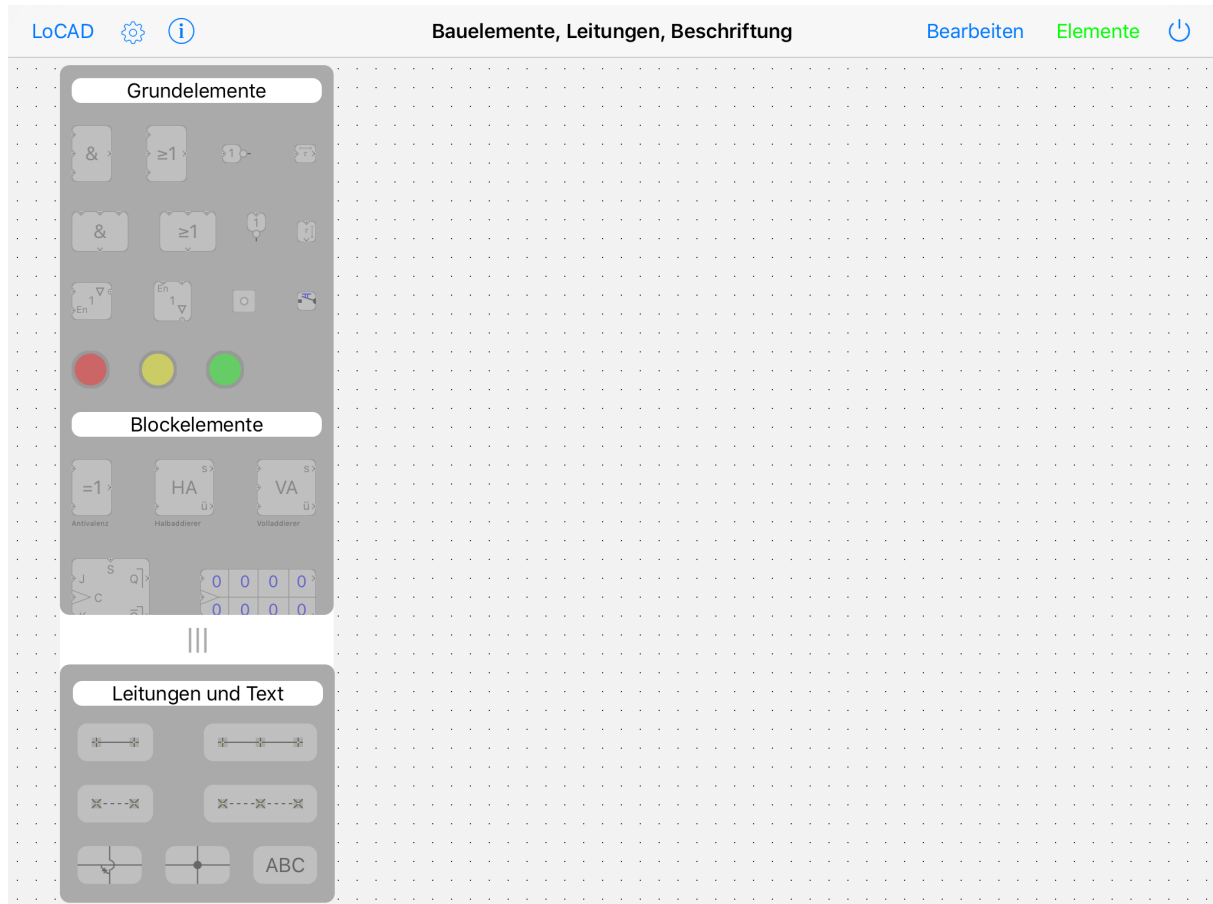 LoCAD Bauelemente, Leitungen, Beschriftung Bearbeiten Elemente
Grundelemente
& ≥1 1 τ
& ≥1 1 τ
1 ▽ En En 1 ▽
Blockelemente
=1 HA s ü VA s ü
Antivalenz Halbaddierer Volladdierer
S
J Q 0 0 0 0
C
0 0 0 0
Leitungen und Text
ABC